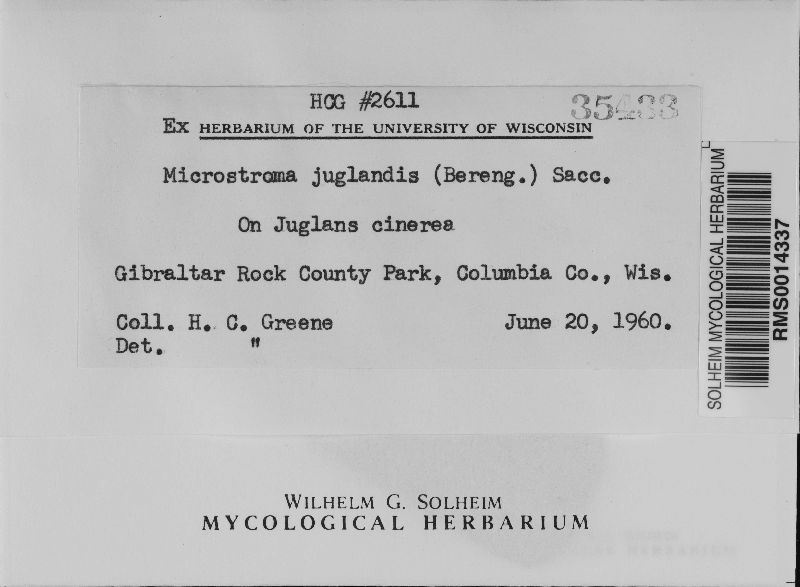 HCG #2611
35433
Ex HERBARIUM OF THE UNIVERSITY OF WISCONSIN
Microstroma juglandis (Bereng.) Sacc.
On Juglans cinerea
Gibraltar Rock County Park, Columbia Co., Wis.
Coll. H. C. Greene June 20, 1960.
Det. "
SOLHEIM MYCOLOGICAL HERBARIUM
RMS0014337
WILHELM G. SOLHEIM
MYCOLOGICAL HERBARIUM